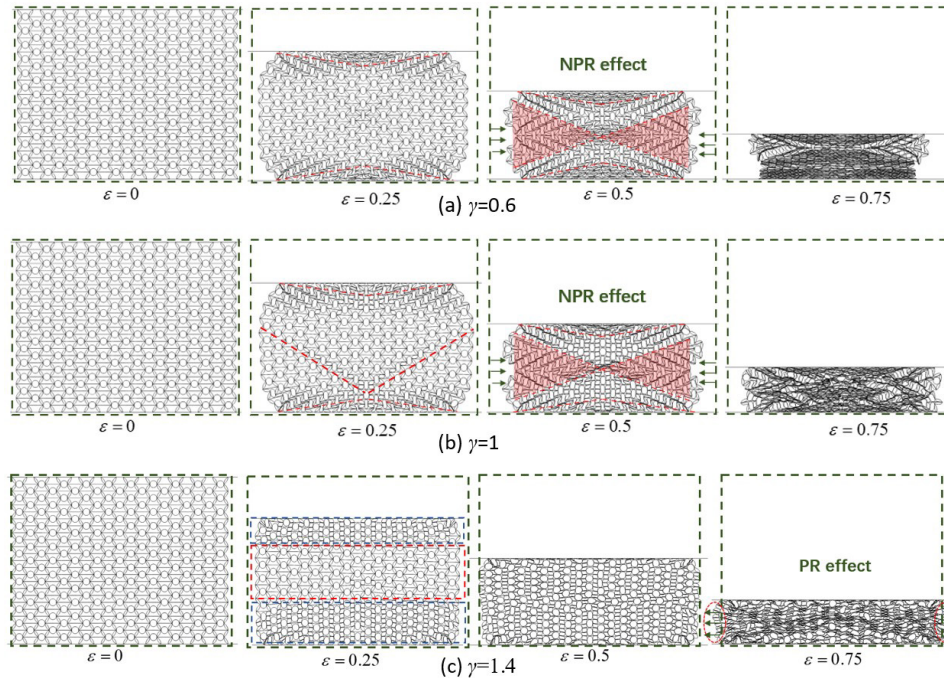 NPR effect
ε = 0
ε = 0.25
ε = 0.5
ε = 0.75
(a) γ=0.6
NPR effect
ε = 0
ε = 0.25
ε = 0.5
ε = 0.75
(b) γ=1
PR effect
ε = 0
ε = 0.25
ε = 0.5
ε = 0.75
(c) γ=1.4